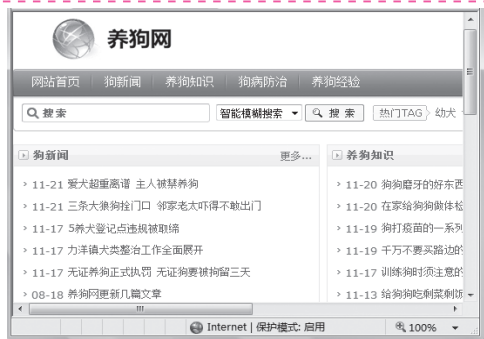 养狗网
网站首页 狗新闻 养狗知识 狗病防治 养狗经验
搜索 智能模糊搜索 搜索 热门TAG 幼犬
狗新闻 更多...
11-21 爱犬超重离谱 主人被禁养狗
11-21 三条大狼狗拴门口 邻家老太吓得不敢出门
11-17 5养犬登记点违规被取缔
11-17 力洋镇犬类整治工作全面展开
11-17 无证养狗正式执罚 无证狗要被拘留三天
08-18 养狗网更新几篇文章
养狗知识
11-20 狗狗磨牙的好东西
11-20 在家给狗狗做体检
11-19 狗打疫苗的一系列
11-19 千万不要买路边的
11-17 训练狗时须注意的
11-13 给狗狗吃剩菜剩饭
Internet | 保护模式: 启用 100%